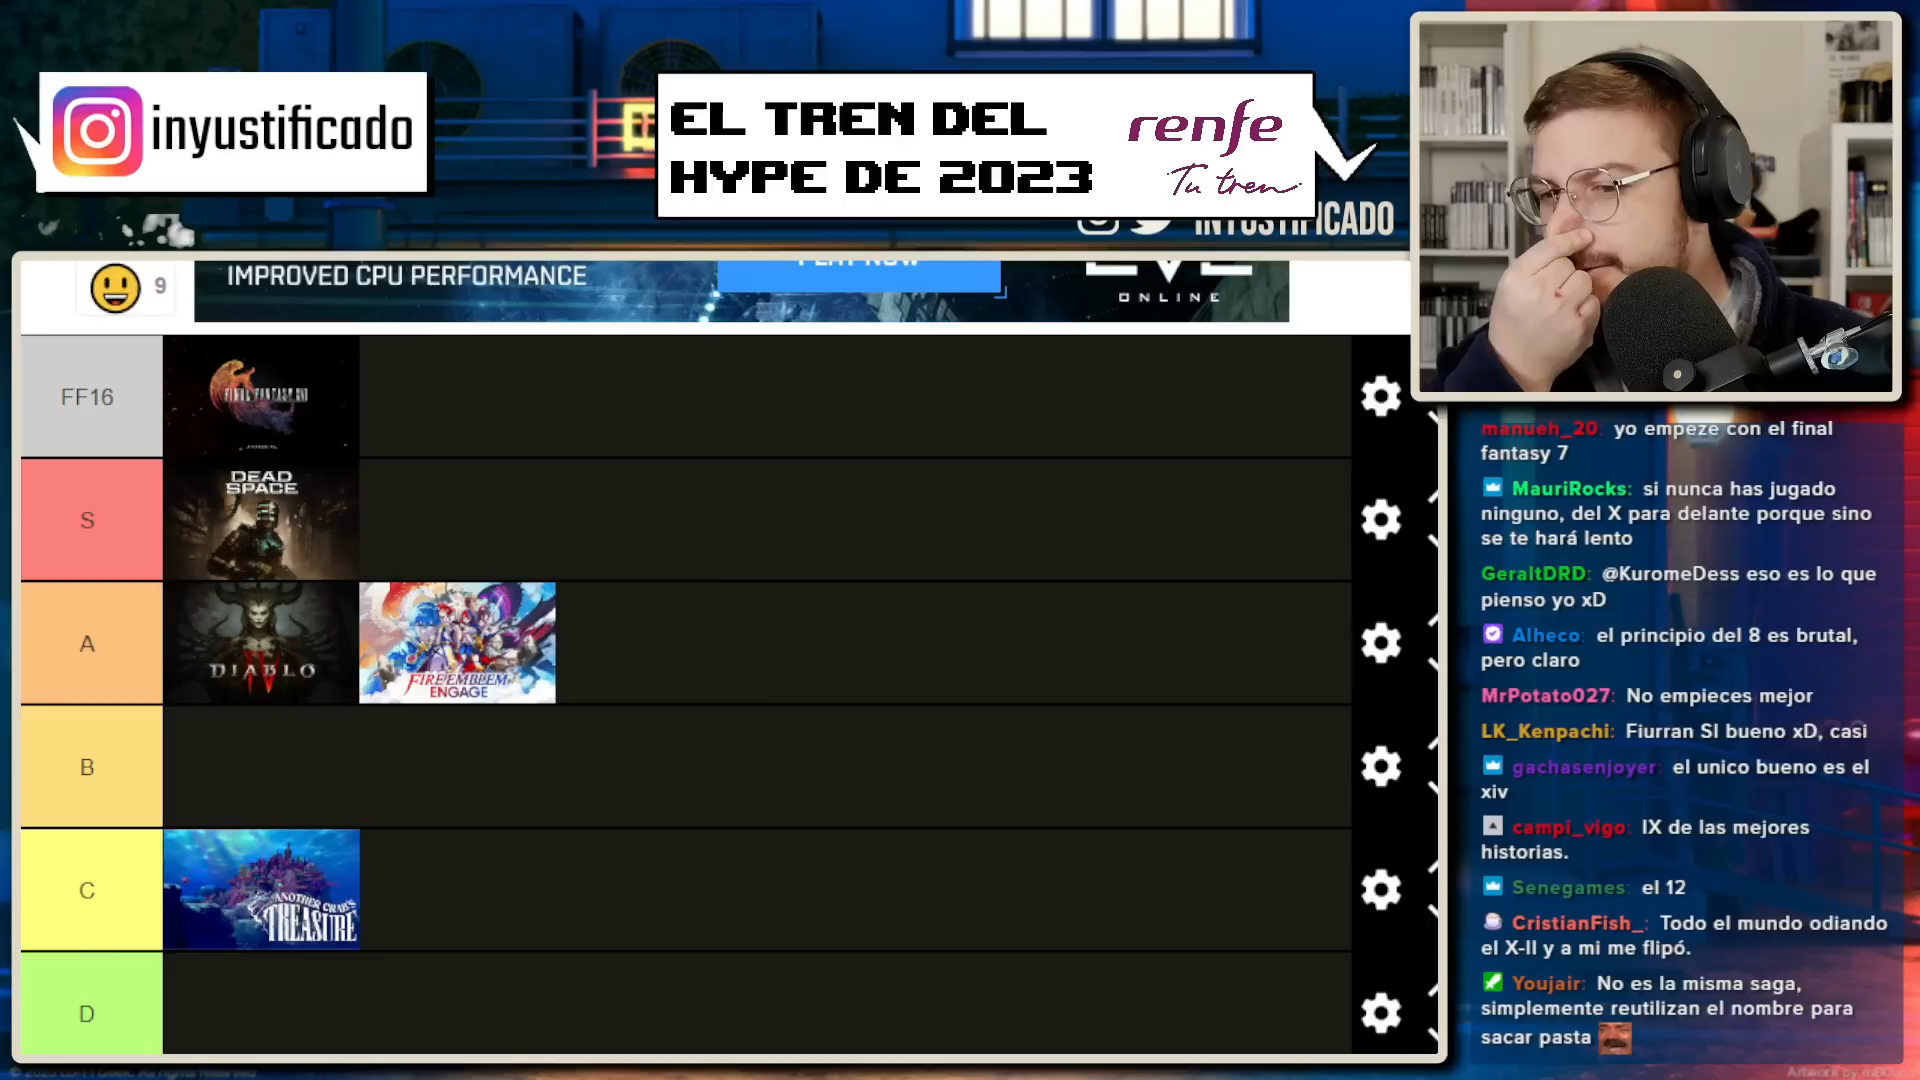 inyustificado
EL TREN DEL
HYPE DE 2023
renfe
Tu tren
INYUSTIFICADO
9
IMPROVED CPU PERFORMANCE
PLAY NOW
EVE
ONLINE
FF16
FINAL FANTASY XVI
S
DEAD
SPACE
A
DIABLO
IV
FIRE EMBLEM
ENGAGE
B
C
ANOTHER CRAB'S
TREASURE
D
manueh_20: yo empeze con el final
fantasy 7
MauriRocks: si nunca has jugado
ninguno, del X para delante porque sino
se te hará lento
GeraltDRD: @KuromeDess eso es lo que
pienso yo xD
Alheco: el principio del 8 es brutal,
pero claro
MrPotato027: No empieces mejor
LK_Kenpachi: Fiurran SI bueno xD, casi
gachasenjoyer: el unico bueno es el
xiv
campi_vigo: IX de las mejores
historias.
Senegames: el 12
CristianFish_: Todo el mundo odiando
el X-II y a mi me flipó.
Youjair: No es la misma saga,
simplemente reutilizan el nombre para
sacar pasta